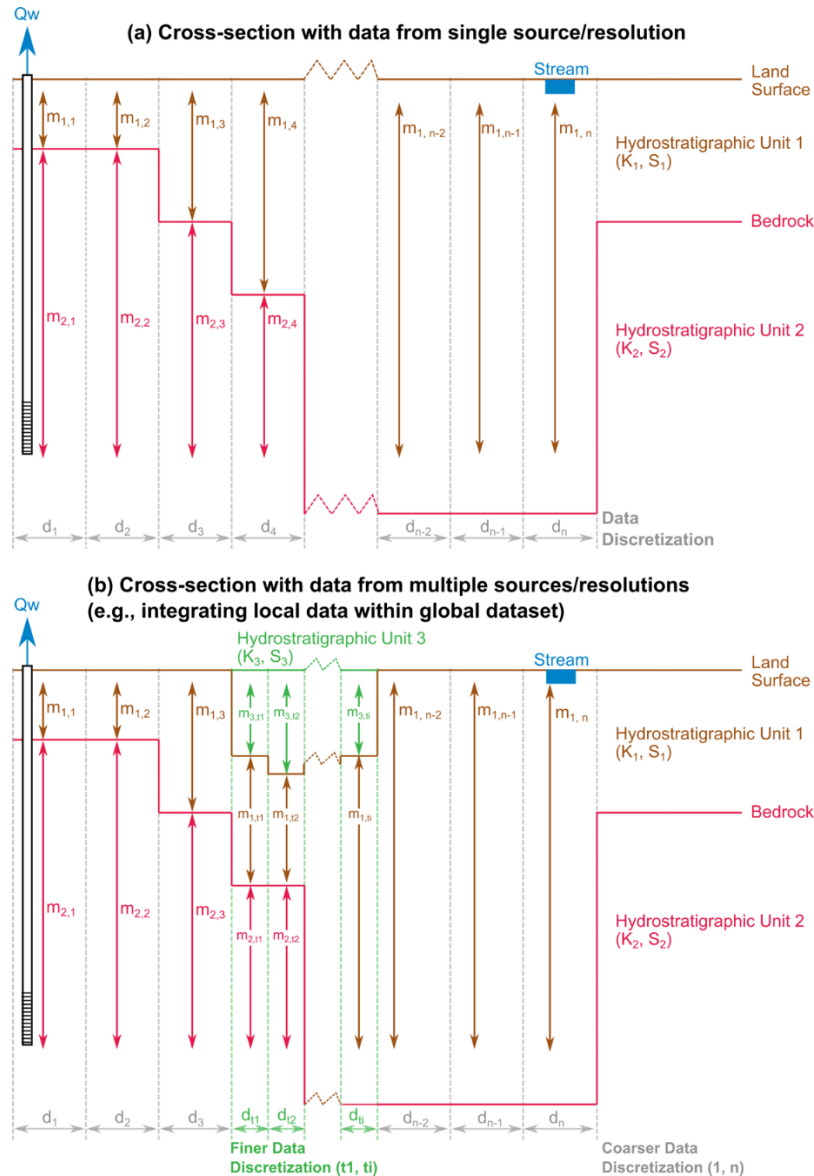 Qw
(a) Cross-section with data from single source/resolution
Stream
Land
Surface
m1,1
m1,2
m1,3
m1,4
m1, n-2
m1,n-1
m1, n
Hydrostratigraphic Unit 1
(K1, S1)
Bedrock
m2,1
m2,2
m2,3
m2,4
Hydrostratigraphic Unit 2
(K2, S2)
d1
d2
d3
d4
dn-2
dn-1
dn
Data
Discretization
(b) Cross-section with data from multiple sources/resolutions
(e.g., integrating local data within global dataset)
Qw
Hydrostratigraphic Unit 3
(K3, S3)
Stream
Land
Surface
m1,1
m1,2
m1,3
m3,t1
m3,t2
m3,ti
m1, n-2
m1,n-1
m1, n
Hydrostratigraphic Unit 1
(K1, S1)
Bedrock
m1,t1
m1,t2
m1,ti
m2,1
m2,2
m2,3
m2,t1
m2,t2
Hydrostratigraphic Unit 2
(K2, S2)
d1
d2
d3
dt1
dt2
dti
dn-2
dn-1
dn
Finer Data
Discretization (t1, ti)
Coarser Data
Discretization (1, n)